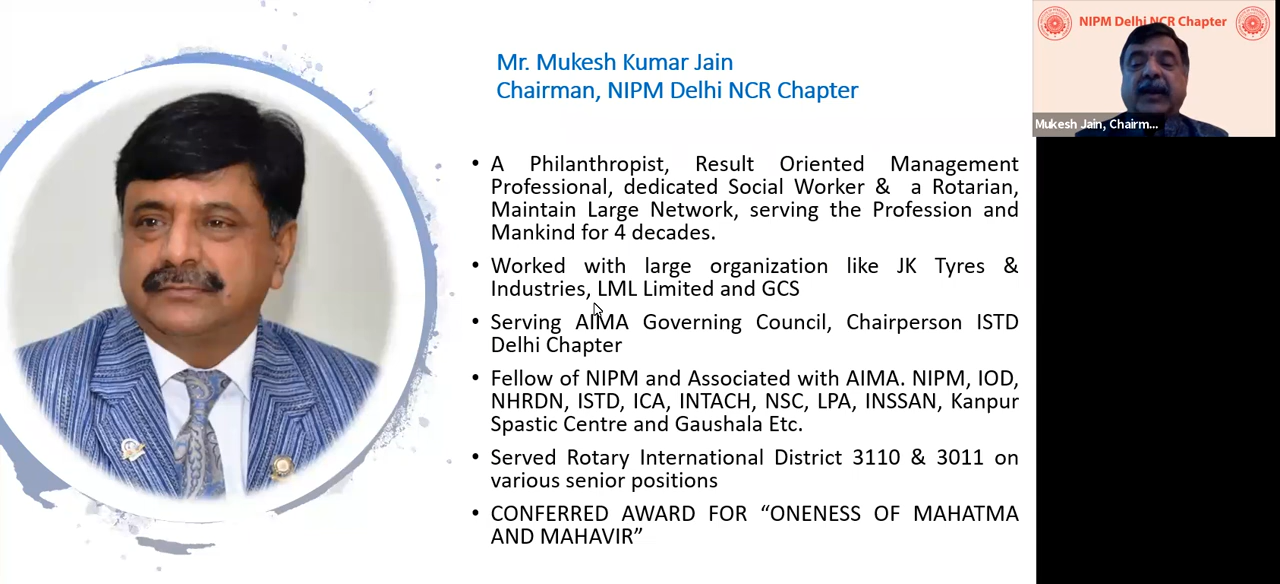 Mr. Mukesh Kumar Jain
Chairman, NIPM Delhi NCR Chapter
• A Philanthropist, Result Oriented Management
Professional, dedicated Social Worker & a Rotarian,
Maintain Large Network, serving the Profession and
Mankind for 4 decades.
• Worked with large organization like JK Tyres &
Industries, LML Limited and GCS
• Serving AIMA Governing Council, Chairperson ISTD
Delhi Chapter
• Fellow of NIPM and Associated with AIMA. NIPM, IOD,
NHRDN, ISTD, ICA, INTACH, NSC, LPA, INSSAN, Kanpur
Spastic Centre and Gaushala Etc.
• Served Rotary International District 3110 & 3011 on
various senior positions
• CONFERRED AWARD FOR “ONENESS OF MAHATMA
AND MAHAVIR”
NIPM Delhi NCR Chapter
Mukesh Jain, Chairm...